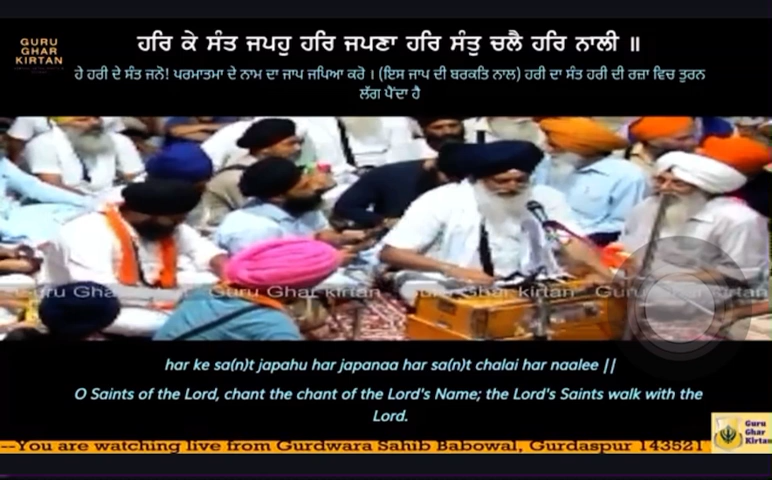 GURU
GHAR
KIRTAN
ਹਰਿ ਕੇ ਸੰਤ ਜਪਹੁ ਹਰਿ ਜਪਣਾ ਹਰਿ ਸੰਤੁ ਚਲੈ ਹਰਿ ਨਾਲੀ ॥
ਹੇ ਹਰੀ ਦੇ ਸੰਤ ਜਨੋ! ਪਰਮਾਤਮਾ ਦੇ ਨਾਮ ਦਾ ਜਾਪ ਜਪਿਆ ਕਰੋ । (ਇਸ ਜਾਪ ਦੀ ਬਰਕਤਿ ਨਾਲ) ਹਰੀ ਦਾ ਸੰਤ ਹਰੀ ਦੀ ਰਜ਼ਾ ਵਿਚ ਤੁਰਨ
ਲੱਗ ਪੈਂਦਾ ਹੈ
Guru Ghar Kirtan Guru Ghar kirtan Guru Ghar kirtan Guru Ghar kirtan
har ke sa(n)t japahu har japanaa har sa(n)t chalai har naalee ||
O Saints of the Lord, chant the chant of the Lord's Name; the Lord's Saints walk with the
Lord.
--You are watching live from Gurdwara Sahib Babowal, Gurdaspur 143521
Guru
Ghar
Kirtan